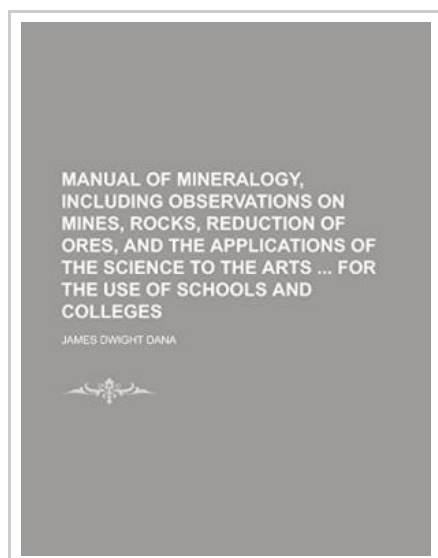 MANUAL OF MINERALOGY,
INCLUDING OBSERVATIONS ON
MINES, ROCKS, REDUCTION OF
ORES, AND THE APPLICATIONS OF
THE SCIENCE TO THE ARTS ... FOR
THE USE OF SCHOOLS AND
COLLEGES
JAMES DWIGHT DANA